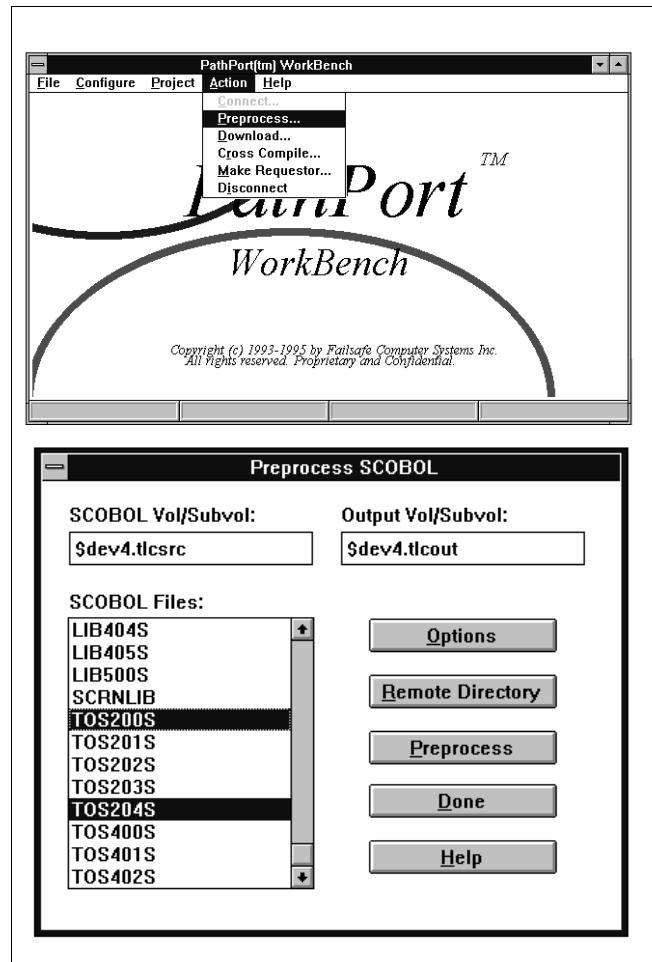 PathPort(tm) WorkBench
File Configure Project Action Help
Connect...
Preprocess...
Download...
Cross Compile...
Make Requestor...
Disconnect
PathPort TM
WorkBench
Copyright (c) 1993-1995 by Failsafe Computer Systems Inc.
All rights reserved. Proprietary and Confidential.
Preprocess SCOBOL
SCOBOL Vol/Subvol: Output Vol/Subvol:
$dev4.tlcsrc $dev4.tlcout
SCOBOL Files:
LIB404S
LIB405S
LIB500S
SCRNLIB
TOS200S
TOS201S
TOS202S
TOS203S
TOS204S
TOS400S
TOS401S
TOS402S
Options
Remote Directory
Preprocess
Done
Help